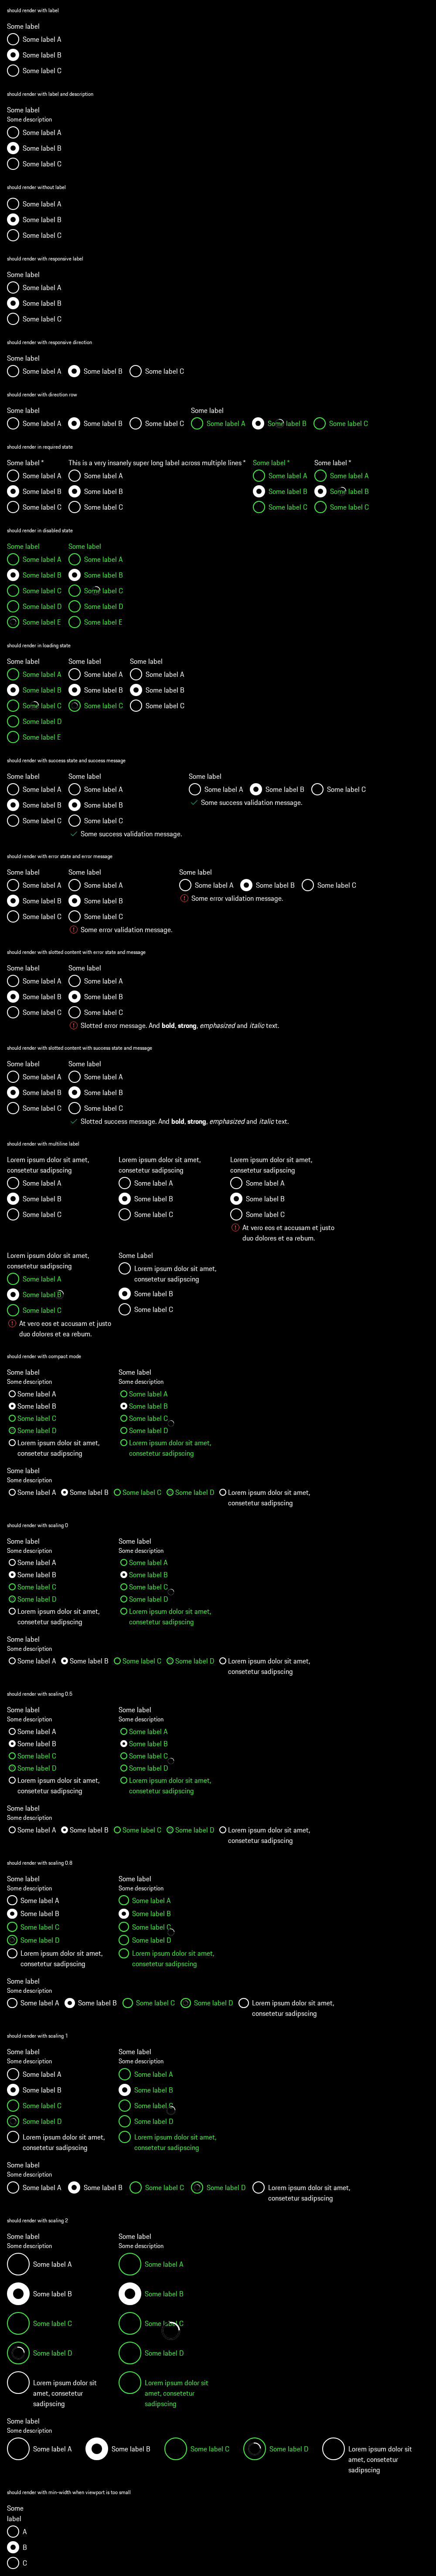 should render with label
Some label
Some label A
Some label B
Some label C
should render with label and description
Some label
Some description
Some label A
Some label B
Some label C
should render without label
Some label A
Some label B
Some label C
should render with responsive label
Some label
Some label A
Some label B
Some label C
should render with responsive direction
Some label
Some label A Some label B Some label C
should render with direction row
Some label Some label
Some label A Some label B Some label C Some label A Some label B Some label C
should render in required state
Some label * This is a very insanely super long label across multiple lines * Some label * Some label *
Some label A Some label A Some label A Some label A
Some label B Some label B Some label B Some label B
Some label C Some label C Some label C Some label C
should render in disabled state
Some label Some label
Some label A Some label A
Some label B Some label B
Some label C Some label C
Some label D Some label D
Some label E Some label E
should render in loading state
Some label Some label Some label
Some label A Some label A Some label A
Some label B Some label B Some label B
Some label C Some label C Some label C
Some label D
Some label E
should render with success state and success message
Some label Some label Some label
Some label A Some label A Some label A Some label B Some label C
Some label B Some label B Some success validation message.
Some label C Some label C
Some success validation message.
should render with error state and error message
Some label Some label Some label
Some label A Some label A Some label A Some label B Some label C
Some label B Some label B Some error validation message.
Some label C Some label C
Some error validation message.
should render with slotted content with error state and message
Some label Some label
Some label A Some label A
Some label B Some label B
Some label C Some label C
Slotted error message. And bold, strong, emphasized and italic text.
should render with slotted content with success state and message
Some label Some label
Some label A Some label A
Some label B Some label B
Some label C Some label C
Slotted success message. And bold, strong, emphasized and italic text.
should render with multiline label
Lorem ipsum dolor sit amet, Lorem ipsum dolor sit amet, Lorem ipsum dolor sit amet,
consetetur sadipscing consetetur sadipscing consetetur sadipscing
Some label A Some label A Some label A
Some label B Some label B Some label B
Some label C Some label C Some label C
At vero eos et accusam et justo
duo dolores et ea rebum.
Lorem ipsum dolor sit amet, Some Label
consetetur sadipscing
Some label A Lorem ipsum dolor sit amet,
consetetur sadipscing
Some label B Some label B
Some label C Some label C
At vero eos et accusam et justo
duo dolores et ea rebum.
should render with compact mode
Some label Some label
Some description Some description
Some label A Some label A
Some label B Some label B
Some label C Some label C
Some label D Some label D
Lorem ipsum dolor sit amet, Lorem ipsum dolor sit amet,
consetetur sadipscing consetetur sadipscing
Some label
Some description
Some label A Some label B Some label C Some label D Lorem ipsum dolor sit amet,
consetetur sadipscing
should render with scaling 0
Some label Some label
Some description Some description
Some label A Some label A
Some label B Some label B
Some label C Some label C
Some label D Some label D
Lorem ipsum dolor sit amet, Lorem ipsum dolor sit amet,
consetetur sadipscing consetetur sadipscing
Some label
Some description
Some label A Some label B Some label C Some label D Lorem ipsum dolor sit amet,
consetetur sadipscing
should render with scaling 0.5
Some label Some label
Some description Some description
Some label A Some label A
Some label B Some label B
Some label C Some label C
Some label D Some label D
Lorem ipsum dolor sit amet, Lorem ipsum dolor sit amet,
consetetur sadipscing consetetur sadipscing
Some label
Some description
Some label A Some label B Some label C Some label D Lorem ipsum dolor sit amet,
consetetur sadipscing
should render with scaling 0.8
Some label Some label
Some description Some description
Some label A Some label A
Some label B Some label B
Some label C Some label C
Some label D Some label D
Lorem ipsum dolor sit amet, Lorem ipsum dolor sit amet,
consetetur sadipscing consetetur sadipscing
Some label
Some description
Some label A Some label B Some label C Some label D Lorem ipsum dolor sit amet,
consetetur sadipscing
should render with scaling 1
Some label Some label
Some description Some description
Some label A Some label A
Some label B Some label B
Some label C Some label C
Some label D Some label D
Lorem ipsum dolor sit amet, Lorem ipsum dolor sit amet,
consetetur sadipscing consetetur sadipscing
Some label
Some description
Some label A Some label B Some label C Some label D Lorem ipsum dolor sit amet,
consetetur sadipscing
should render with scaling 2
Some label Some label
Some description Some description
Some label A Some label A
Some label B Some label B
Some label C Some label C
Some label D Some label D
Lorem ipsum dolor sit Lorem ipsum dolor sit
amet, consetetur amet, consetetur
sadipscing sadipscing
Some label
Some description
Some label A Some label B Some label C Some label D Lorem ipsum dolor sit
amet, consetetur
sadipscing
should render with min-width when viewport is too small
Some
label
A
B
C